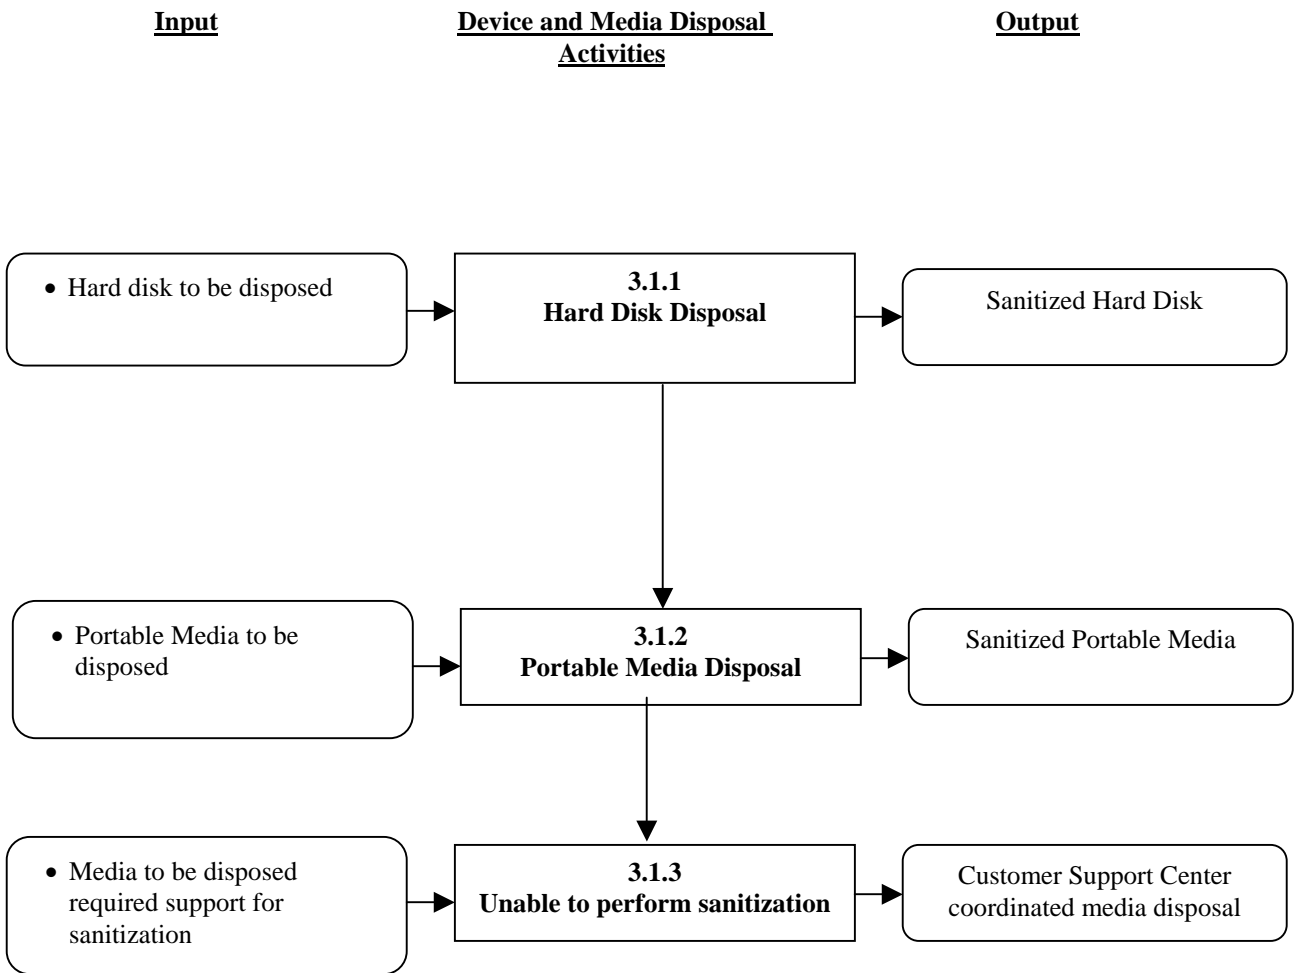 Input
Device and Media Disposal
Activities
Output
• Hard disk to be disposed
3.1.1
Hard Disk Disposal
Sanitized Hard Disk
• Portable Media to be
disposed
3.1.2
Portable Media Disposal
Sanitized Portable Media
• Media to be disposed
required support for
sanitization
3.1.3
Unable to perform sanitization
Customer Support Center
coordinated media disposal